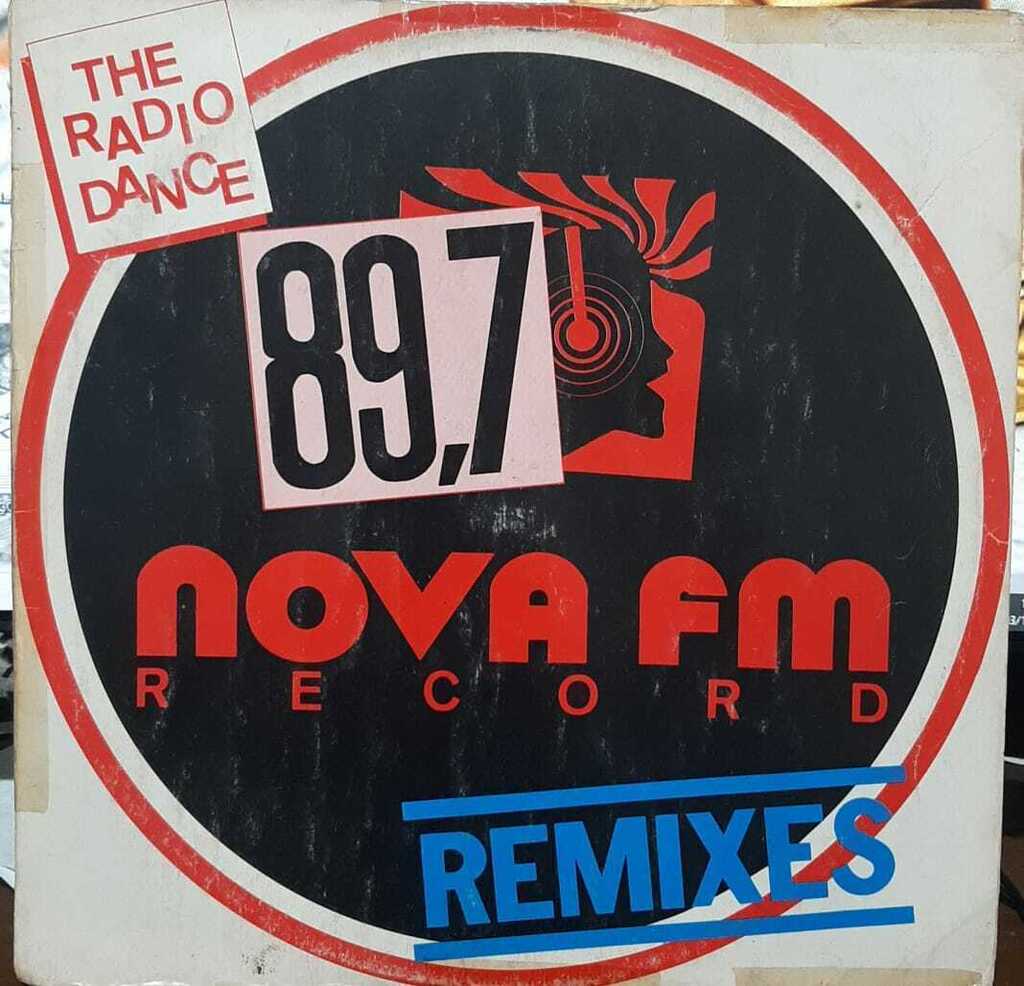 THE
RADIO
DANCE
89,7
NOVA FM
RECORD
REMIXES